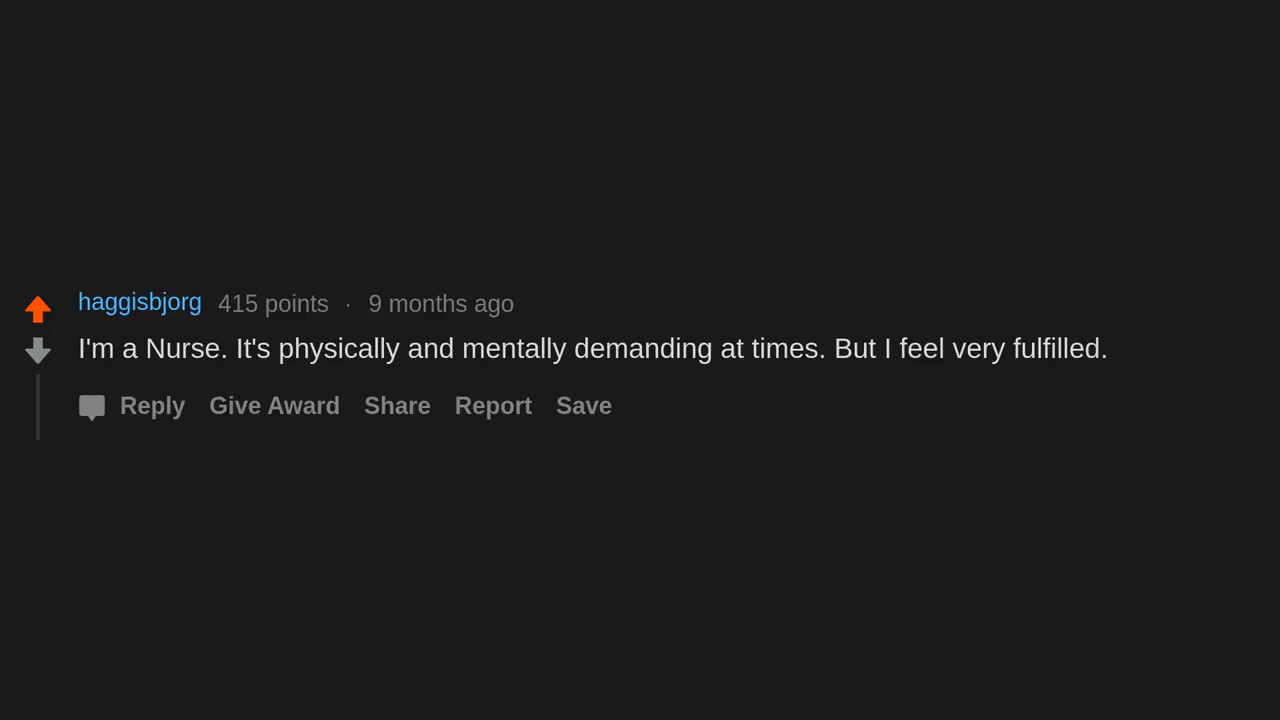 haggisbjorg 415 points · 9 months ago
I'm a Nurse. It's physically and mentally demanding at times. But I feel very fulfilled.
Reply Give Award Share Report Save